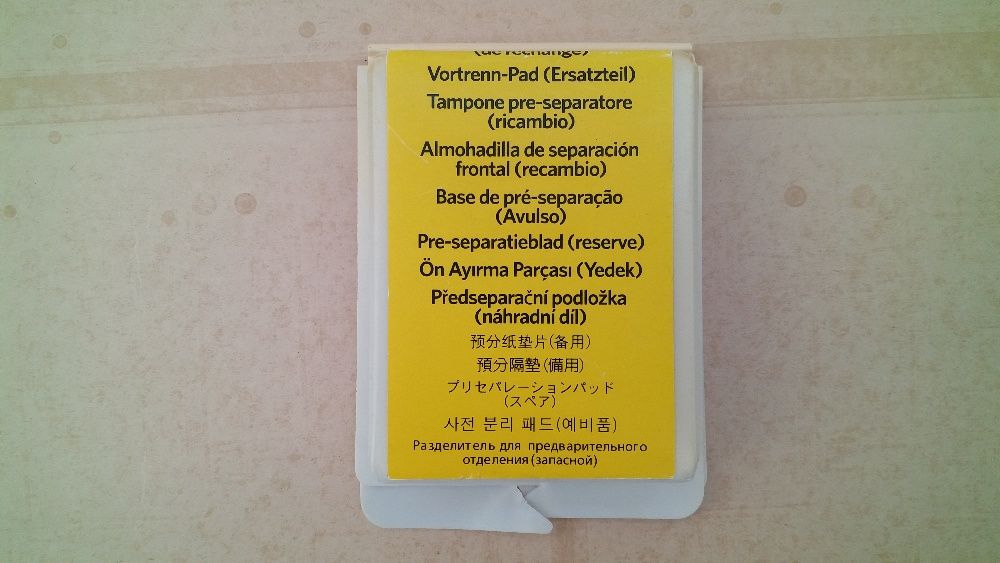 (de rechange)
Vortrenn-Pad (Ersatzteil)
Tampone pre-separatore
(ricambio)
Almohadilla de separación
frontal (recambio)
Base de pré-separação
(Avulso)
Pre-separatieblad (reserve)
Ön Ayırma Parçası (Yedek)
Předseparační podložka
(náhradní díl)
预分纸垫片(备用)
預分隔墊(備用)
プリセパレーションパッド
(スペア)
사전 분리 패드(예비품)
Разделитель для предварительного
отделения (запасной)